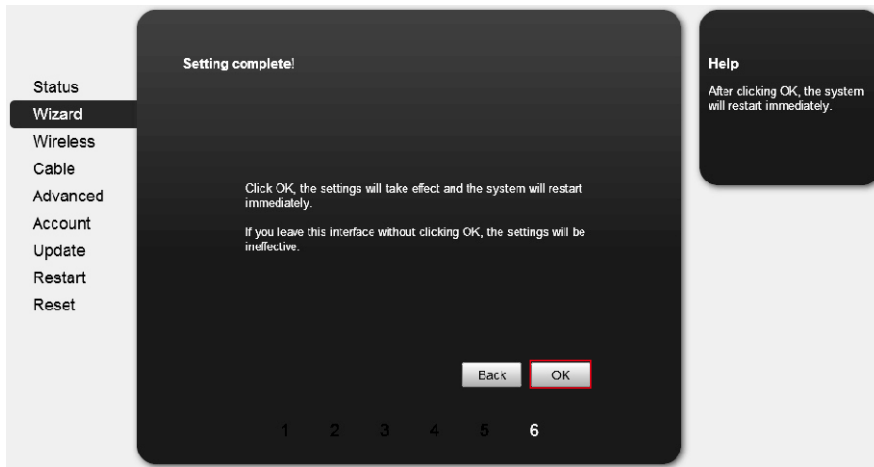 Status
Wizard
Wireless
Cable
Advanced
Account
Update
Restart
Reset
Setting complete!
Click OK, the settings will take effect and the system will restart
immediately.
If you leave this interface without clicking OK, the settings will be
ineffective.
Back OK
1 2 3 4 5 6
Help
After clicking OK, the system
will restart immediately.